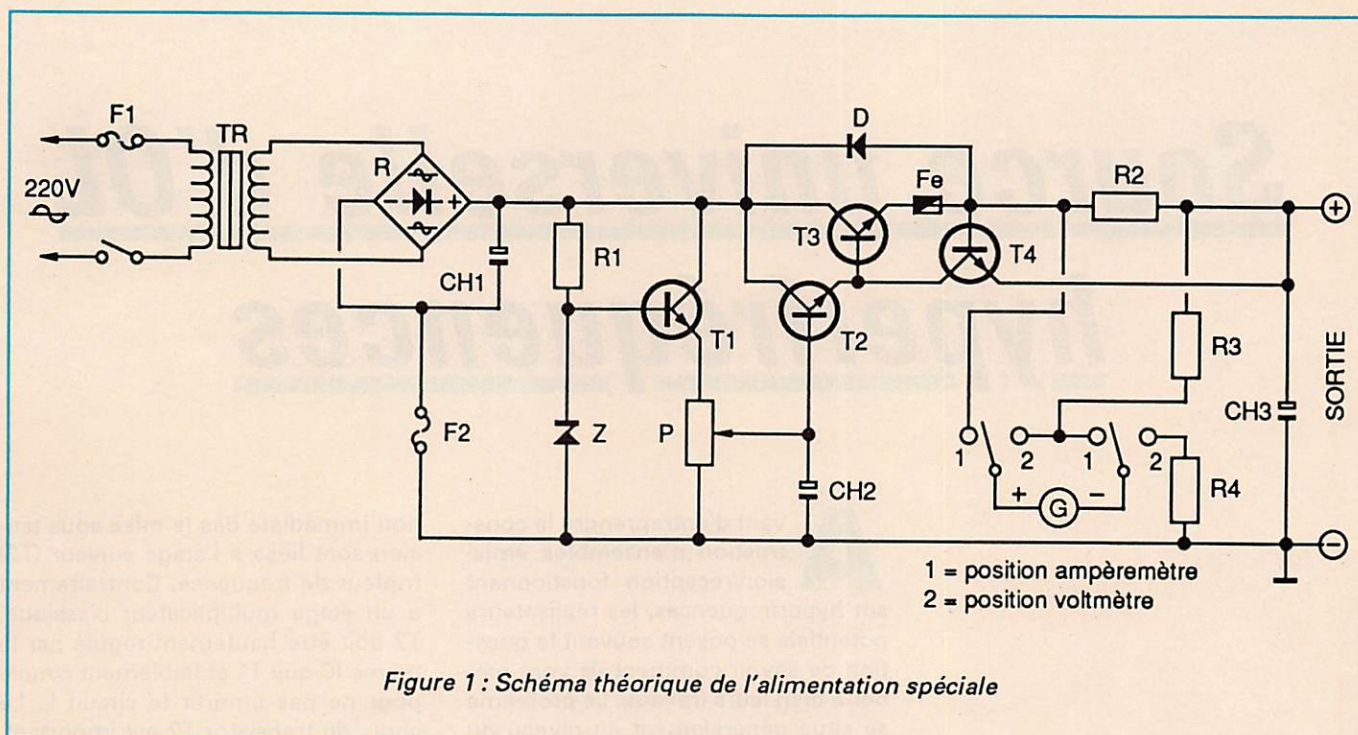 F1
TR
220V
R
CH1
R1
F2
Z
T1
P
T2
CH2
D
T3
Fe
T4
R2
R3
R4
CH3
SORTIE
1
2
1
2
+
G
−
+
−
− +
1 = position ampèremètre
2 = position voltmètre
Figure 1 : Schéma théorique de l'alimentation spéciale